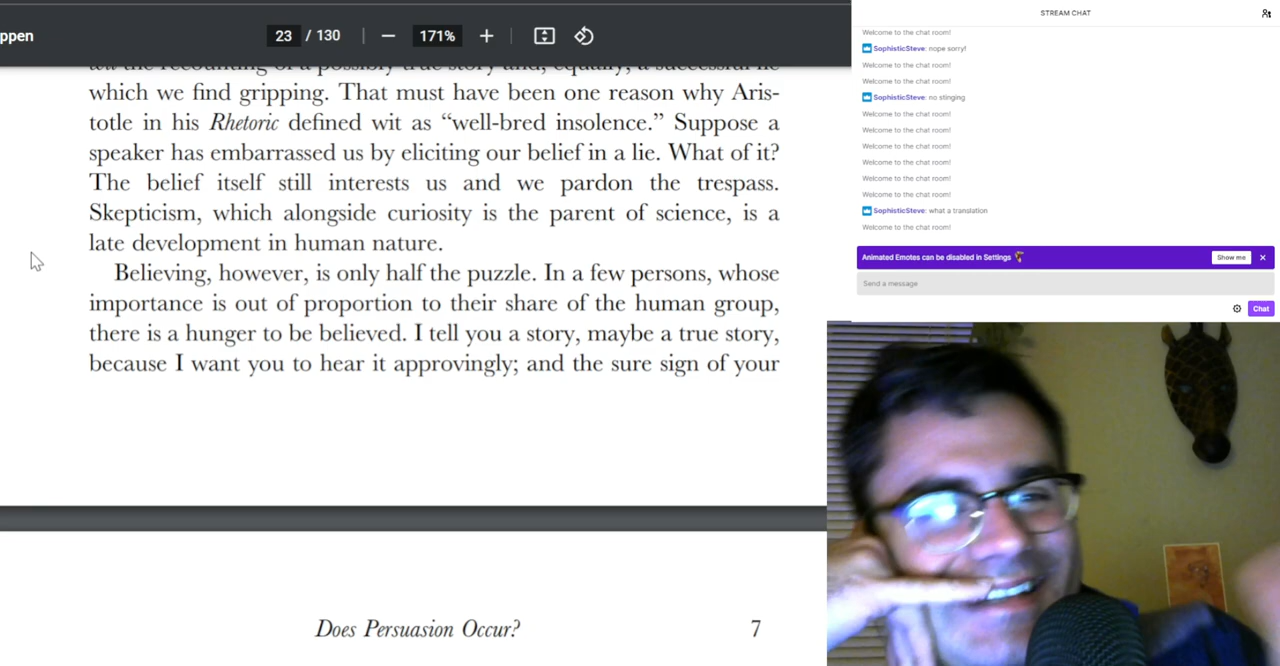 ppen
23 / 130
171%
which we find gripping. That must have been one reason why Aris-
totle in his Rhetoric defined wit as “well-bred insolence.” Suppose a
speaker has embarrassed us by eliciting our belief in a lie. What of it?
The belief itself still interests us and we pardon the trespass.
Skepticism, which alongside curiosity is the parent of science, is a
late development in human nature.
Believing, however, is only half the puzzle. In a few persons, whose
importance is out of proportion to their share of the human group,
there is a hunger to be believed. I tell you a story, maybe a true story,
because I want you to hear it approvingly; and the sure sign of your
Does Persuasion Occur? 7
STREAM CHAT
Welcome to the chat room!
SophisticSteve: nope sorry!
Welcome to the chat room!
Welcome to the chat room!
SophisticSteve: no stinging
Welcome to the chat room!
Welcome to the chat room!
Welcome to the chat room!
Welcome to the chat room!
Welcome to the chat room!
Welcome to the chat room!
SophisticSteve: what a translation
Welcome to the chat room!
Animated Emotes can be disabled in Settings
Show me
Send a message
Chat